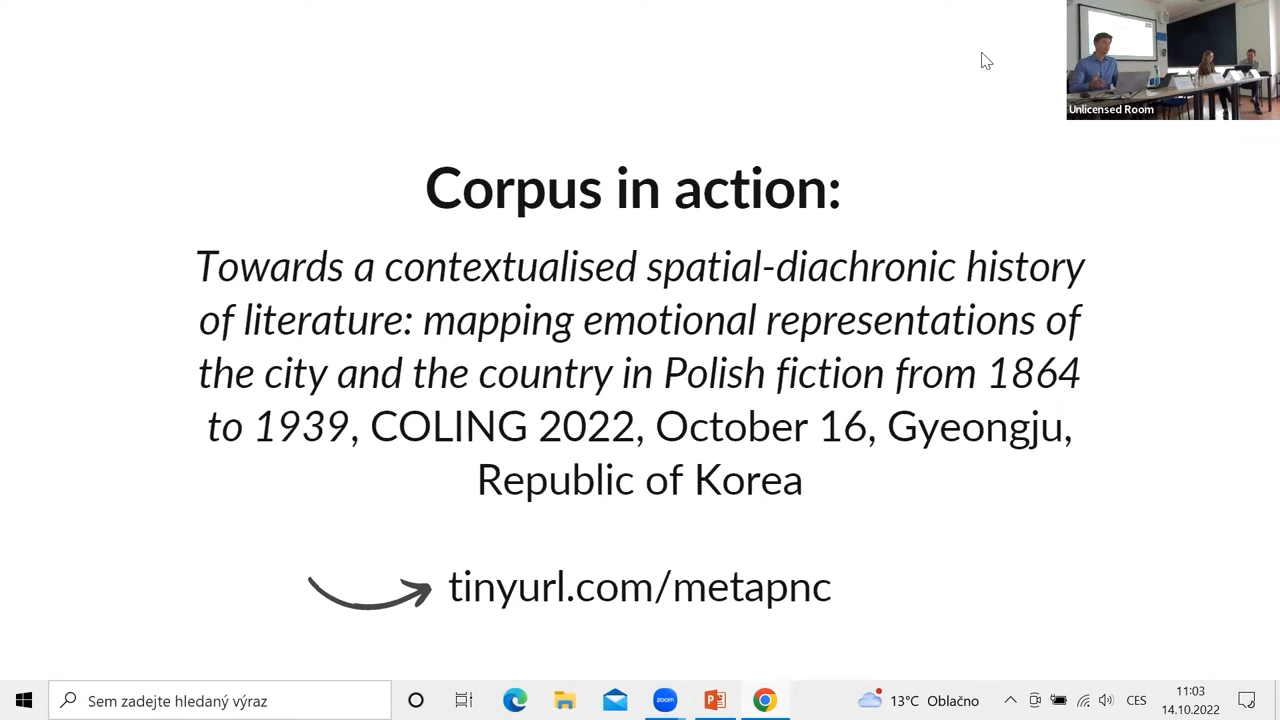 Unlicensed Room
Corpus in action:
Towards a contextualised spatial-diachronic history
of literature: mapping emotional representations of
the city and the country in Polish fiction from 1864
to 1939, COLING 2022, October 16, Gyeongju,
Republic of Korea
tinyurl.com/metapnc
Sem zadejte hledaný výraz
zoom
13°C Oblačno
CES
11:03
14.10.2022